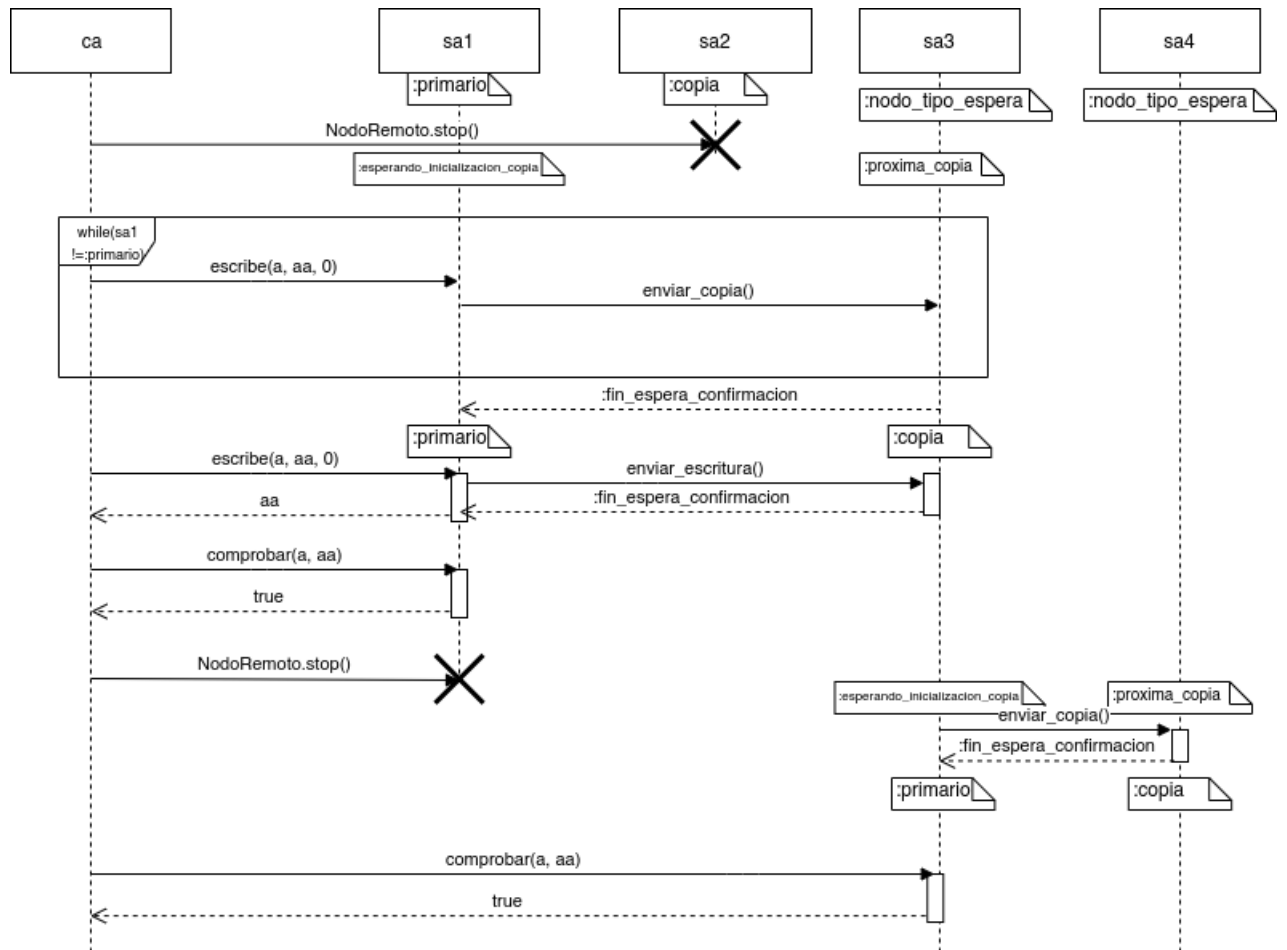 ca
sa1
sa2
sa3
sa4
:primario
:copia
:nodo_tipo_espera
:nodo_tipo_espera
NodoRemoto.stop()
:esperando_inicializacion_copia
:proxima_copia
while(sa1
!=:primario)
escribe(a, aa, 0)
enviar_copia()
:fin_espera_confirmacion
:primario
:copia
escribe(a, aa, 0)
enviar_escritura()
:fin_espera_confirmacion
aa
comprobar(a, aa)
true
NodoRemoto.stop()
:esperando_inicializacion_copia
:proxima_copia
enviar_copia()
:fin_espera_confirmacion
:primario
:copia
comprobar(a, aa)
true